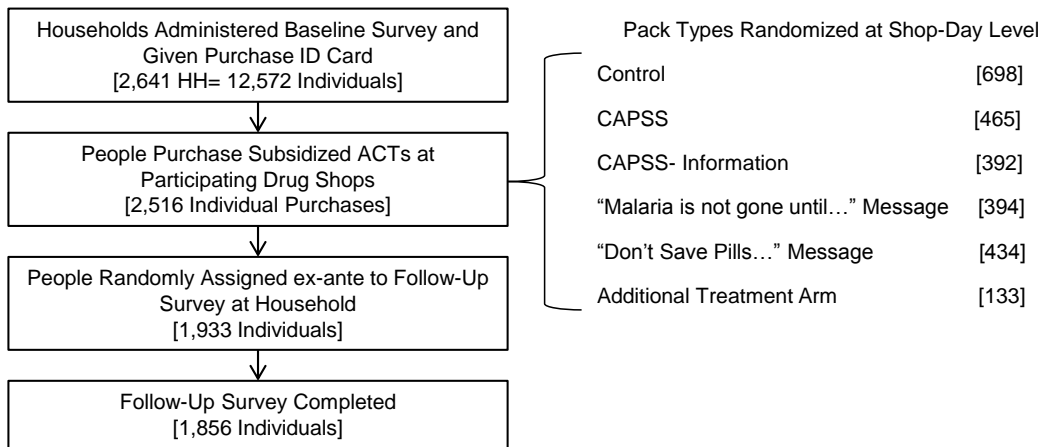 Households Administered Baseline Survey and
Given Purchase ID Card
[2,641 HH= 12,572 Individuals]
People Purchase Subsidized ACTs at
Participating Drug Shops
[2,516 Individual Purchases]
People Randomly Assigned ex-ante to Follow-Up
Survey at Household
[1,933 Individuals]
Follow-Up Survey Completed
[1,856 Individuals]
Pack Types Randomized at Shop-Day Level
Control [698]
CAPSS [465]
CAPSS- Information [392]
“Malaria is not gone until…” Message [394]
“Don’t Save Pills…” Message [434]
Additional Treatment Arm [133]